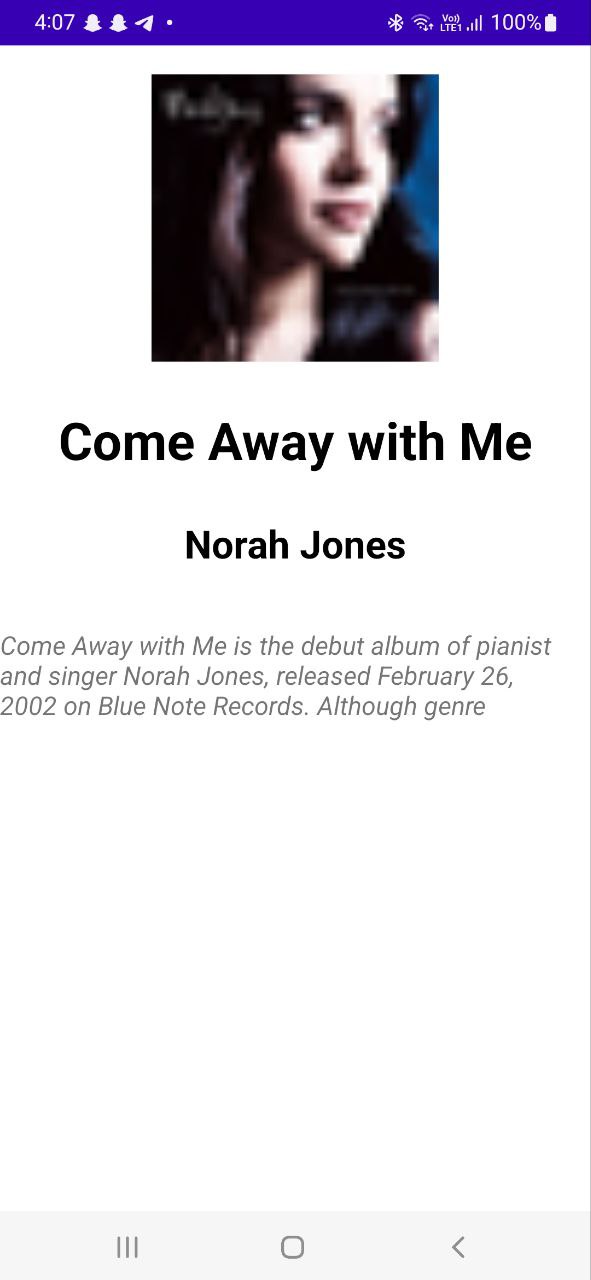 4:07
Vo))
LTE1
100%
Come Away with Me
Norah Jones
Come Away with Me is the debut album of pianist
and singer Norah Jones, released February 26,
2002 on Blue Note Records. Although genre